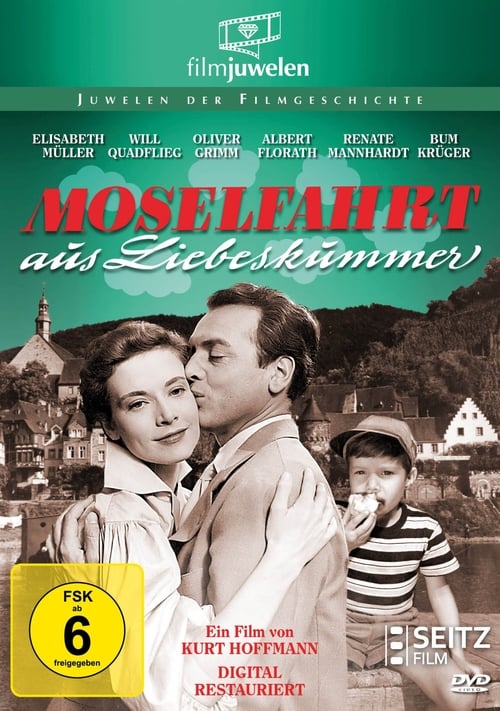 filmjuwelen
JUWELEN DER FILMGESCHICHTE
ELISABETH MÜLLER
WILL QUADFLIEG
OLIVER GRIMM
ALBERT FLORATH
RENATE MANNHARDT
BUM KRÜGER
MOSELFAHRT
aus Liebeskummer
FSK
ab
6
freigegeben
Ein Film von
KURT HOFFMANN
DIGITAL
RESTAURIERT
SEITZ
FILM
DVD
VIDEO